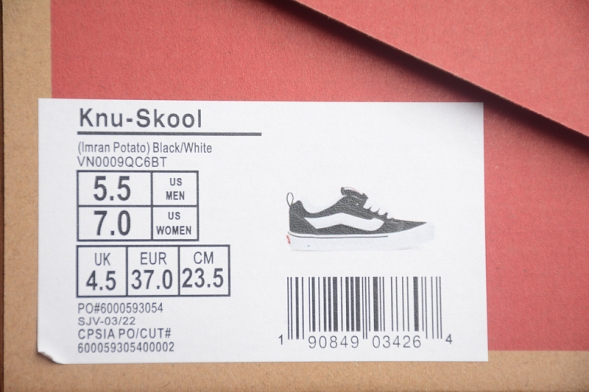 Knu-Skool
(Imran Potato) Black/White
VN0009QC6BT
5.5 US MEN
7.0 US WOMEN
UK EUR CM
4.5 37.0 23.5
PO#6000593054
SJV-03/22
CPSIA PO/CUT#
600059305400002
1 90849 03426 4